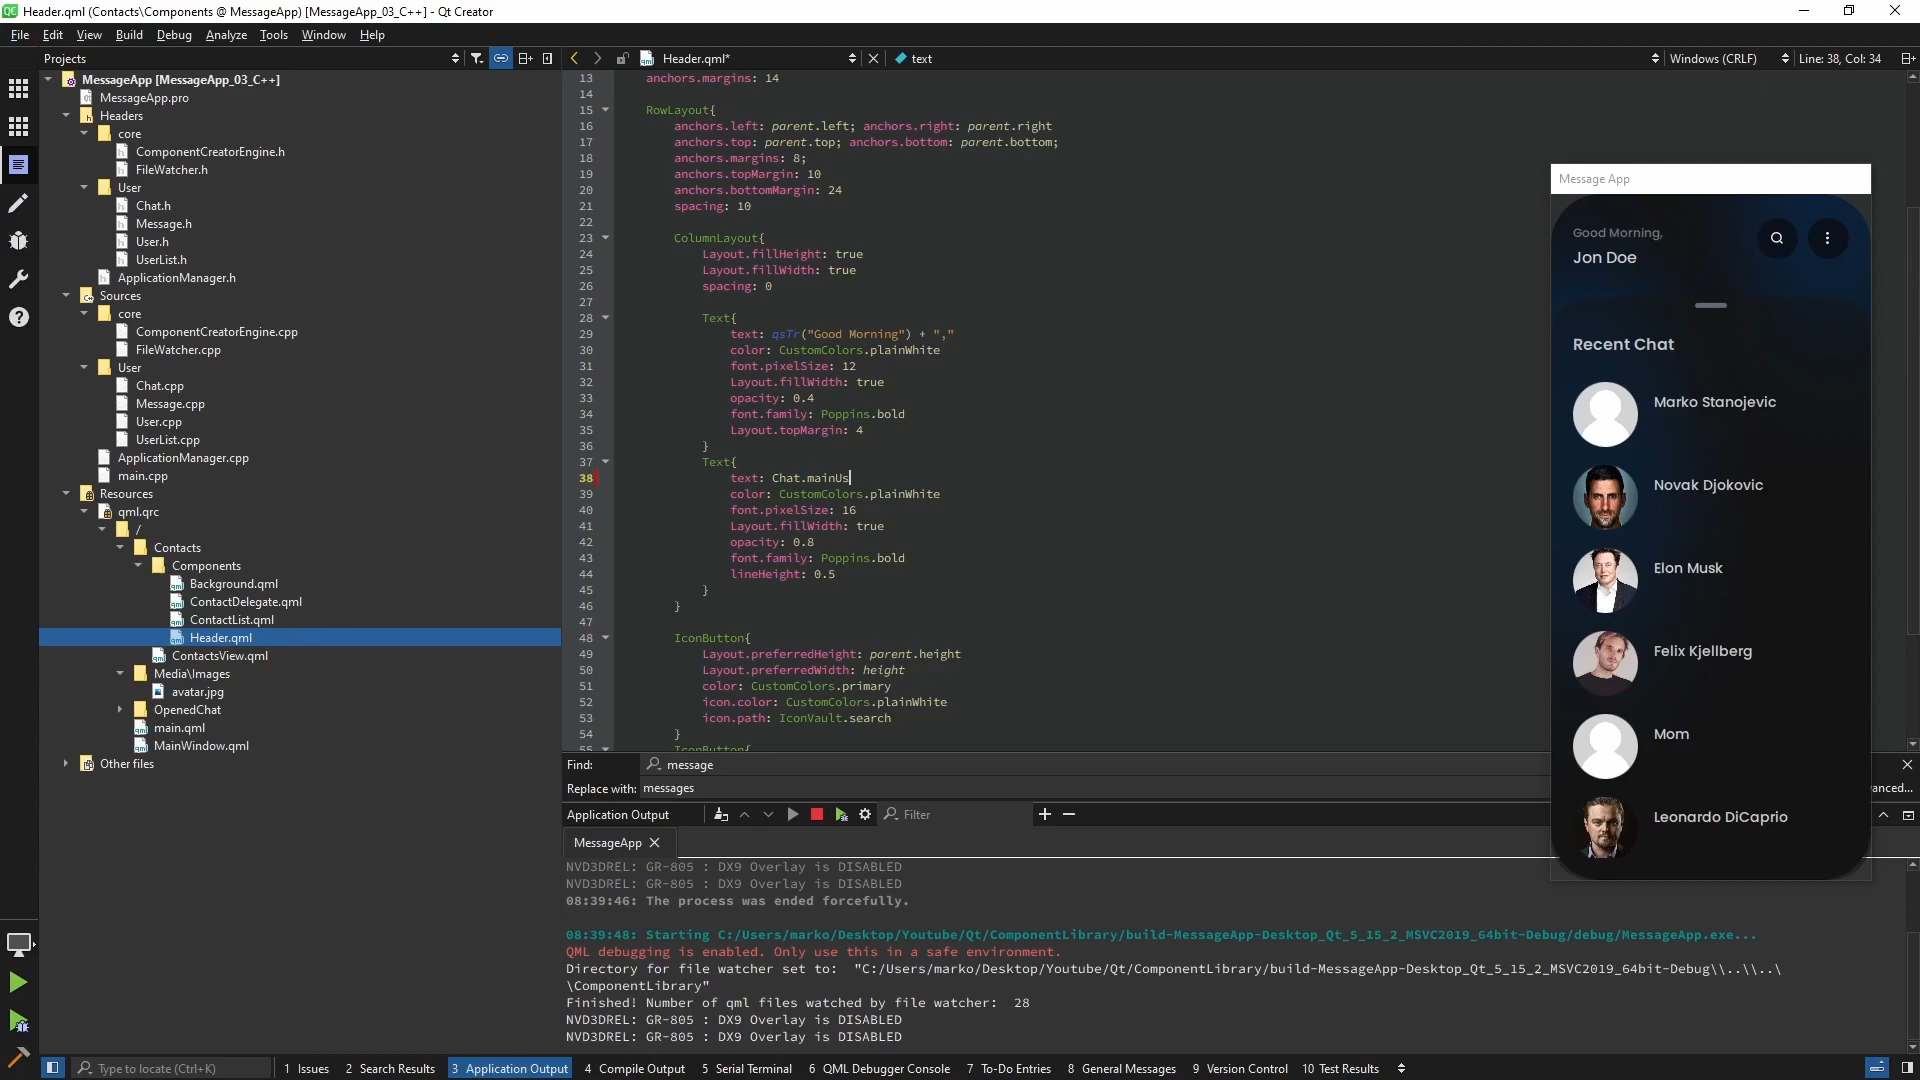 Header.qml (Contacts\Components @ MessageApp) [MessageApp_03_C++] - Qt Creator
File Edit View Build Debug Analyze Tools Window Help
Projects
Header.qml*
text
Windows (CRLF)
Line: 38, Col: 34
MessageApp [MessageApp_03_C++]
MessageApp.pro
Headers
core
ComponentCreatorEngine.h
FileWatcher.h
User
Chat.h
Message.h
User.h
UserList.h
ApplicationManager.h
Sources
core
ComponentCreatorEngine.cpp
FileWatcher.cpp
User
Chat.cpp
Message.cpp
User.cpp
UserList.cpp
ApplicationManager.cpp
main.cpp
Resources
qml.qrc
/
Contacts
Components
Background.qml
ContactDelegate.qml
ContactList.qml
Header.qml
ContactsView.qml
Media\Images
avatar.jpg
OpenedChat
main.qml
MainWindow.qml
Other files
13 anchors.margins: 14
14
15 RowLayout{
16 anchors.left: parent.left; anchors.right: parent.right
17 anchors.top: parent.top; anchors.bottom: parent.bottom;
18 anchors.margins: 8;
19 anchors.topMargin: 10
20 anchors.bottomMargin: 24
21 spacing: 10
22
23 ColumnLayout{
24 Layout.fillHeight: true
25 Layout.fillWidth: true
26 spacing: 0
27
28 Text{
29 text: qsTr("Good Morning") + ","
30 color: CustomColors.plainWhite
31 font.pixelSize: 12
32 Layout.fillWidth: true
33 opacity: 0.4
34 font.family: Poppins.bold
35 Layout.topMargin: 4
36 }
37 Text{
38 text: Chat.mainUs
39 color: CustomColors.plainWhite
40 font.pixelSize: 16
41 Layout.fillWidth: true
42 opacity: 0.8
43 font.family: Poppins.bold
44 lineHeight: 0.5
45 }
46 }
47
48 IconButton{
49 Layout.preferredHeight: parent.height
50 Layout.preferredWidth: height
51 color: CustomColors.primary
52 icon.color: CustomColors.plainWhite
53 icon.path: IconVault.search
54 }
55 IconButton{
Message App
Good Morning,
Jon Doe
Recent Chat
Marko Stanojevic
Novak Djokovic
Elon Musk
Felix Kjellberg
Mom
Leonardo DiCaprio
Find: message
Replace with: messages
anced...
Application Output
Filter
MessageApp
NVD3DREL: GR-805 : DX9 Overlay is DISABLED
NVD3DREL: GR-805 : DX9 Overlay is DISABLED
08:39:46: The process was ended forcefully.
08:39:48: Starting C:/Users/marko/Desktop/Youtube/Qt/ComponentLibrary/build-MessageApp-Desktop_Qt_5_15_2_MSVC2019_64bit-Debug/debug/MessageApp.exe...
QML debugging is enabled. Only use this in a safe environment.
Directory for file watcher set to:  "C:/Users/marko/Desktop/Youtube/Qt/ComponentLibrary/build-MessageApp-Desktop_Qt_5_15_2_MSVC2019_64bit-Debug\\..\\..\
\ComponentLibrary"
Finished! Number of qml files watched by file watcher:  28
NVD3DREL: GR-805 : DX9 Overlay is DISABLED
NVD3DREL: GR-805 : DX9 Overlay is DISABLED
Type to locate (Ctrl+K)
1 Issues 2 Search Results 3 Application Output 4 Compile Output 5 Serial Terminal 6 QML Debugger Console 7 To-Do Entries 8 General Messages 9 Version Control 10 Test Results